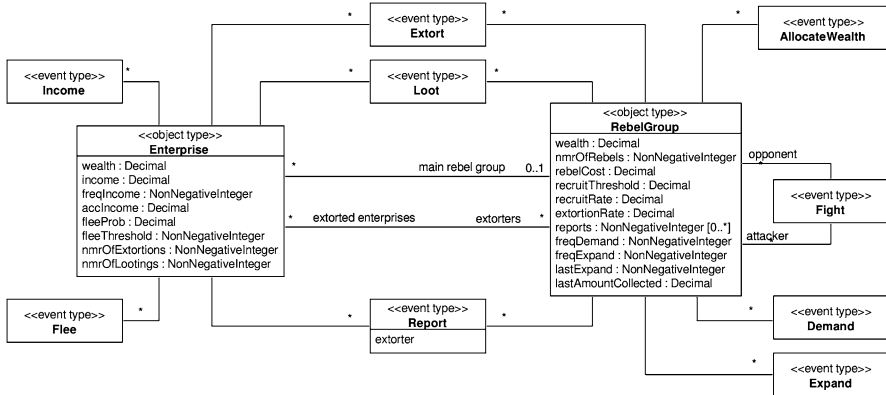 <<event type>>
Extort
<<event type>>
AllocateWealth
<<event type>>
Income
<<event type>>
Loot
<<object type>>
Enterprise
wealth : Decimal
income : Decimal
freqIncome : NonNegativeInteger
accIncome : Decimal
fleeProb : Decimal
fleeThreshold : NonNegativeInteger
nmrOfExtortions : NonNegativeInteger
nmrOfLootings : NonNegativeInteger
* main rebel group 0..1
* extorted enterprises extorters *
<<object type>>
RebelGroup
wealth : Decimal
nmrOfRebels : NonNegativeInteger
rebelCost : Decimal
recruitThreshold : Decimal
recruitRate : Decimal
extortionRate : Decimal
reports : NonNegativeInteger [0..*]
freqDemand : NonNegativeInteger
freqExpand : NonNegativeInteger
lastExpand : NonNegativeInteger
lastAmountCollected : Decimal
opponent
*
<<event type>>
Fight
attacker
*
<<event type>>
Flee
<<event type>>
Report
extorter
<<event type>>
Demand
<<event type>>
Expand
* * * * * * * * * * *